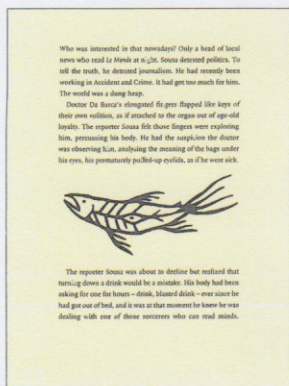 Who was interested in that nowadays? Only a head of local
news who read Le Monde at night. Sousa detested politics. To
tell the truth, he detested journalism. He had recently been
working in Accident and Crime. It had got too much for him.
The world was a dung-heap.
Doctor Da Barca's elongated fingers flapped like keys of
their own volition, as if attached to the organ out of age-old
loyalty. The reporter Sousa felt those fingers were exploring
him, percussing his body. He had the suspicion the doctor
was observing him, analysing the meaning of the bags under
his eyes, his prematurely puffed-up eyelids, as if he were sick.
The reporter Sousa was about to decline but realized that
turning down a drink would be a mistake. His body had been
asking for one for hours – drink, blasted drink – ever since he
had got out of bed, and it was at that moment he knew he was
dealing with one of those sorcerers who can read minds.